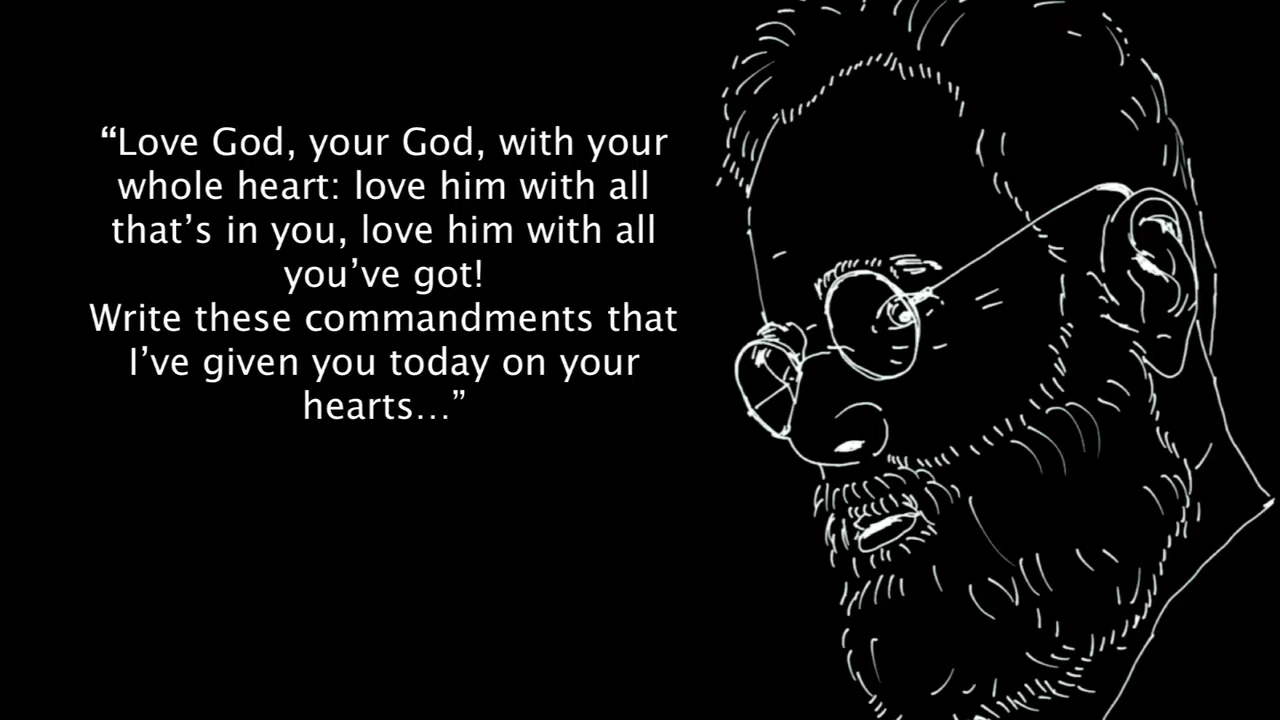 “Love God, your God, with your
whole heart: love him with all
that’s in you, love him with all
you’ve got!
Write these commandments that
I’ve given you today on your
hearts…”